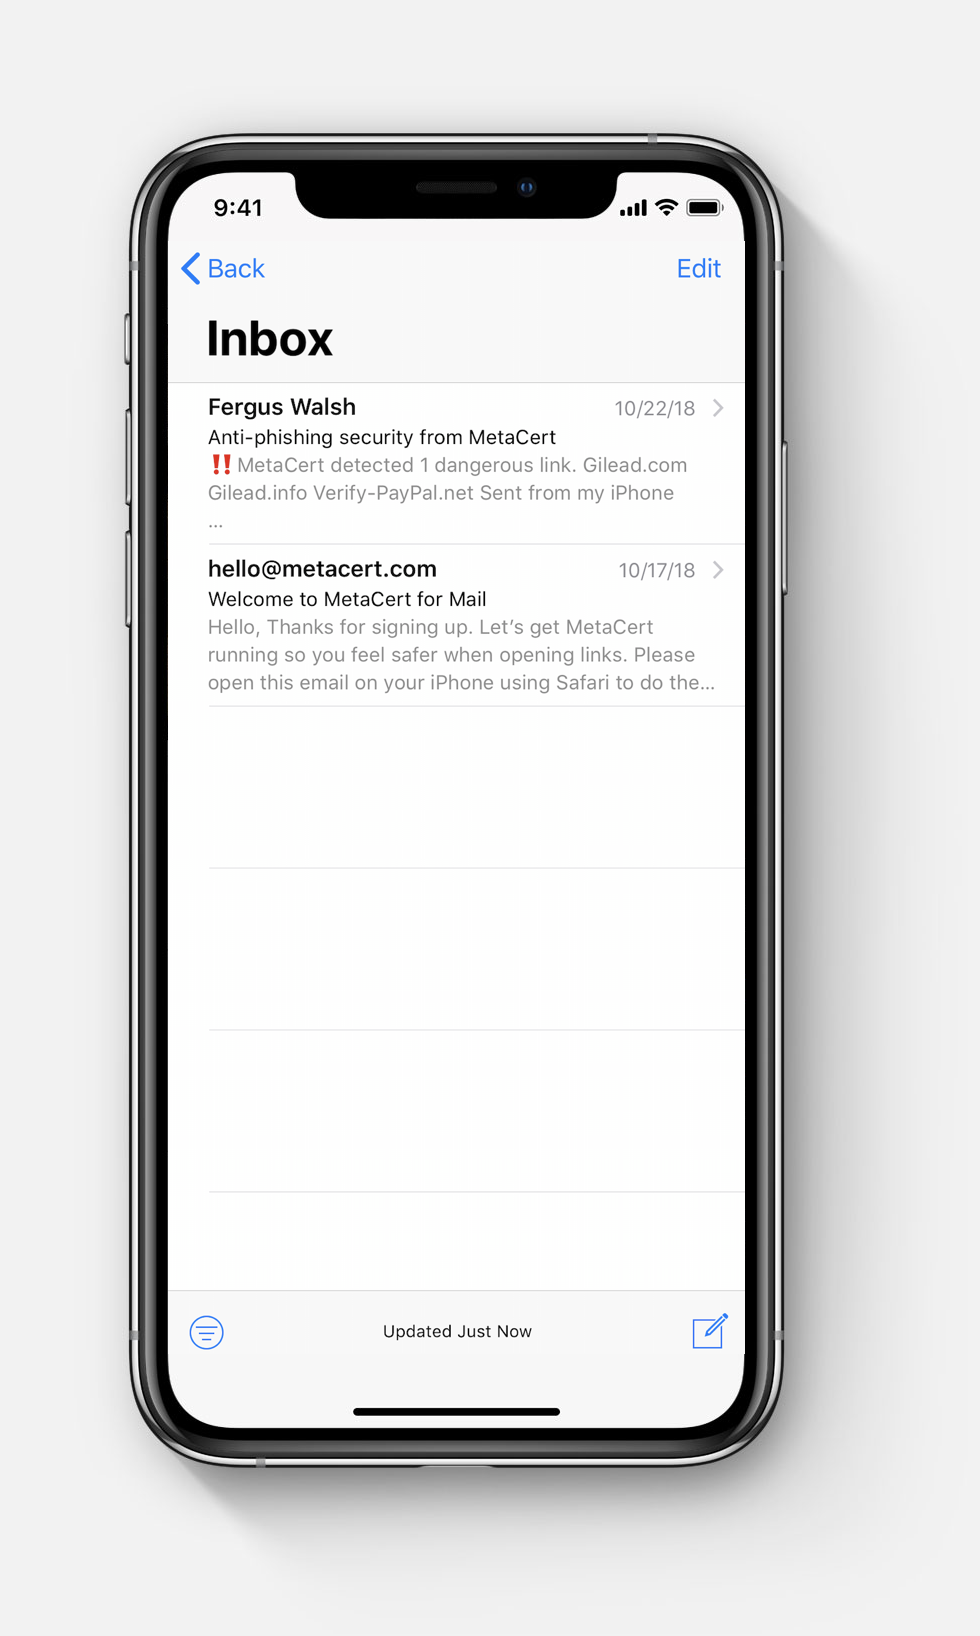 9:41
Back
Edit
Inbox
Fergus Walsh
10/22/18
Anti-phishing security from MetaCert
‼️ MetaCert detected 1 dangerous link. Gilead.com
Gilead.info Verify-PayPal.net Sent from my iPhone
...
hello@metacert.com
10/17/18
Welcome to MetaCert for Mail
Hello, Thanks for signing up. Let’s get MetaCert
running so you feel safer when opening links. Please
open this email on your iPhone using Safari to do the...
Updated Just Now